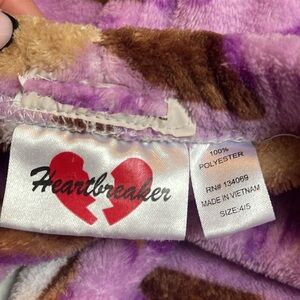 Heartbreaker
100%
POLYESTER
RN# 134069
MADE IN VIETNAM
SIZE:4/5